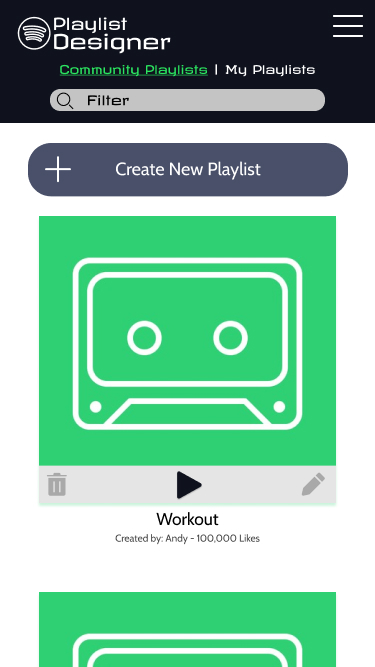 Playlist
Designer
Community Playlists | My Playlists
Filter
Create New Playlist
Workout
Created by: Andy - 100,000 Likes